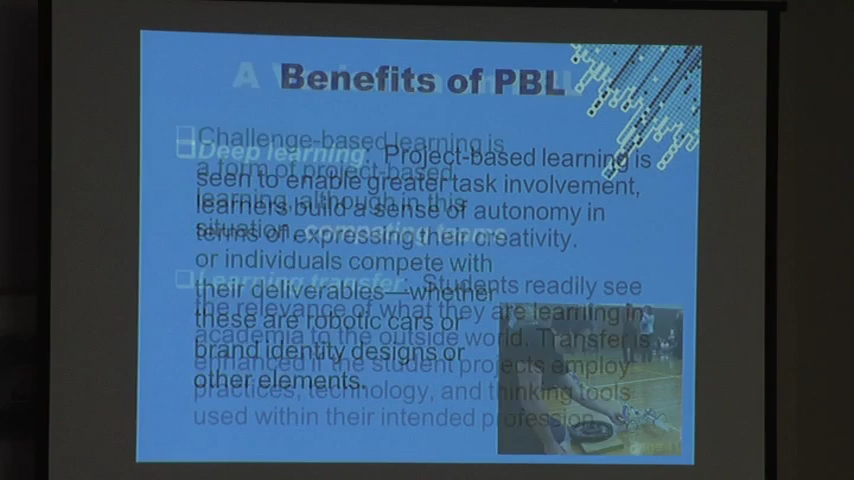 Benefits of PBL
A
Challenge-based learning is
a form of project-based
learning, although in this
situation, competing teams
or individuals compete with
their deliverables—whether
these are robotic cars or
brand identity designs or
other elements.
Deep learning: Project-based learning is
seen to enable greater task involvement,
learners build a sense of autonomy in
terms of expressing their creativity.
Learning transfer: Students readily see
the relevance of what they are learning in
academia to the outside world. Transfer is
enhanced if the student projects employ
practices, technology, and thinking tools
used within their intended profession.